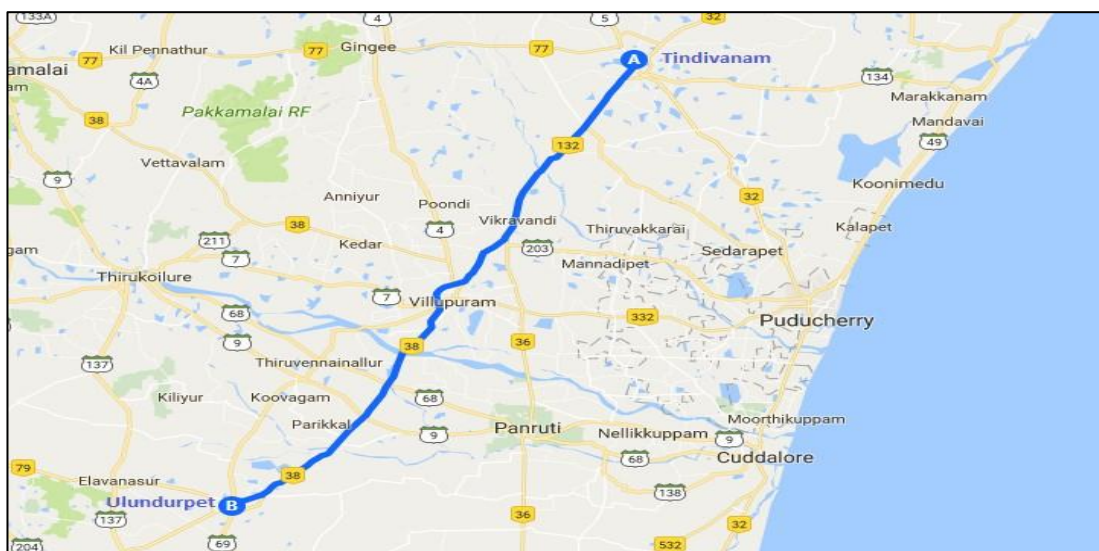 133A
4
5
32
Kil Pennathur
77
Gingee
77
A
Tindivanam
77
amalai
am
4A
134
Marakkanam
Pakkamalai RF
Mandavai
38
132
49
Vettavalam
9
Koonimedu
Anniyur
Poondi
32
Vikravandi
Thiruvakkarai
Kalapet
38
4
211
Kedar
203
Sedarapet
gam
7
Mannadipet
Thirukoilure
7
Villupuram
68
332
Puducherry
9
38
36
Thiruvennainallur
137
Kiliyur
Koovagam
68
Moorthikuppam
Parikkal
9
Panruti
Nellikkuppam
9
68
Cuddalore
79
Elavanasur
38
138
Ulundurpet
B
137
36
32
204
69
532